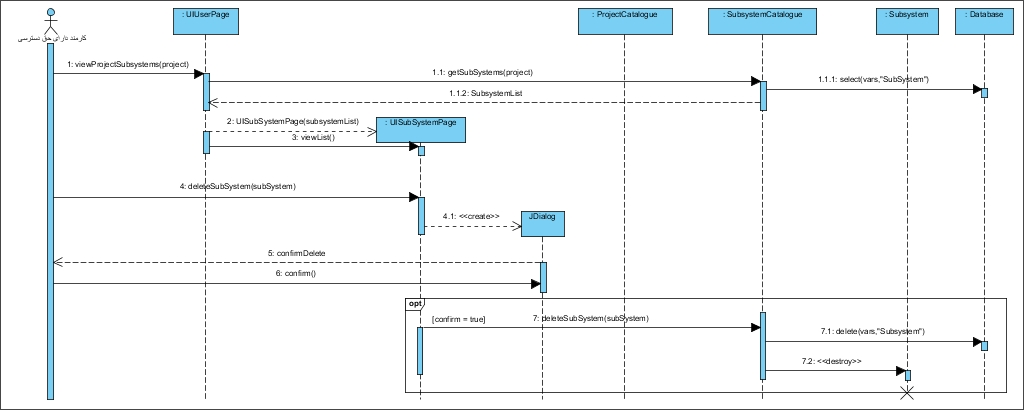 : UIUserPage
: ProjectCatalogue
: SubsystemCatalogue
: Subsystem
: Database
کارمند دارای حق دسترسی
1: viewProjectSubsystems(project)
1.1: getSubSystems(project)
1.1.1: select(vars,"SubSystem")
1.1.2: SubsystemList
2: UISubSystemPage(subsystemList)
: UISubSystemPage
3: viewList()
4: deleteSubSystem(subSystem)
4.1: <<create>>
JDialog
5: confirmDelete
6: confirm()
opt
[confirm = true]
7: deleteSubSystem(subSystem)
7.1: delete(vars,"Subsystem")
7.2: <<destroy>>